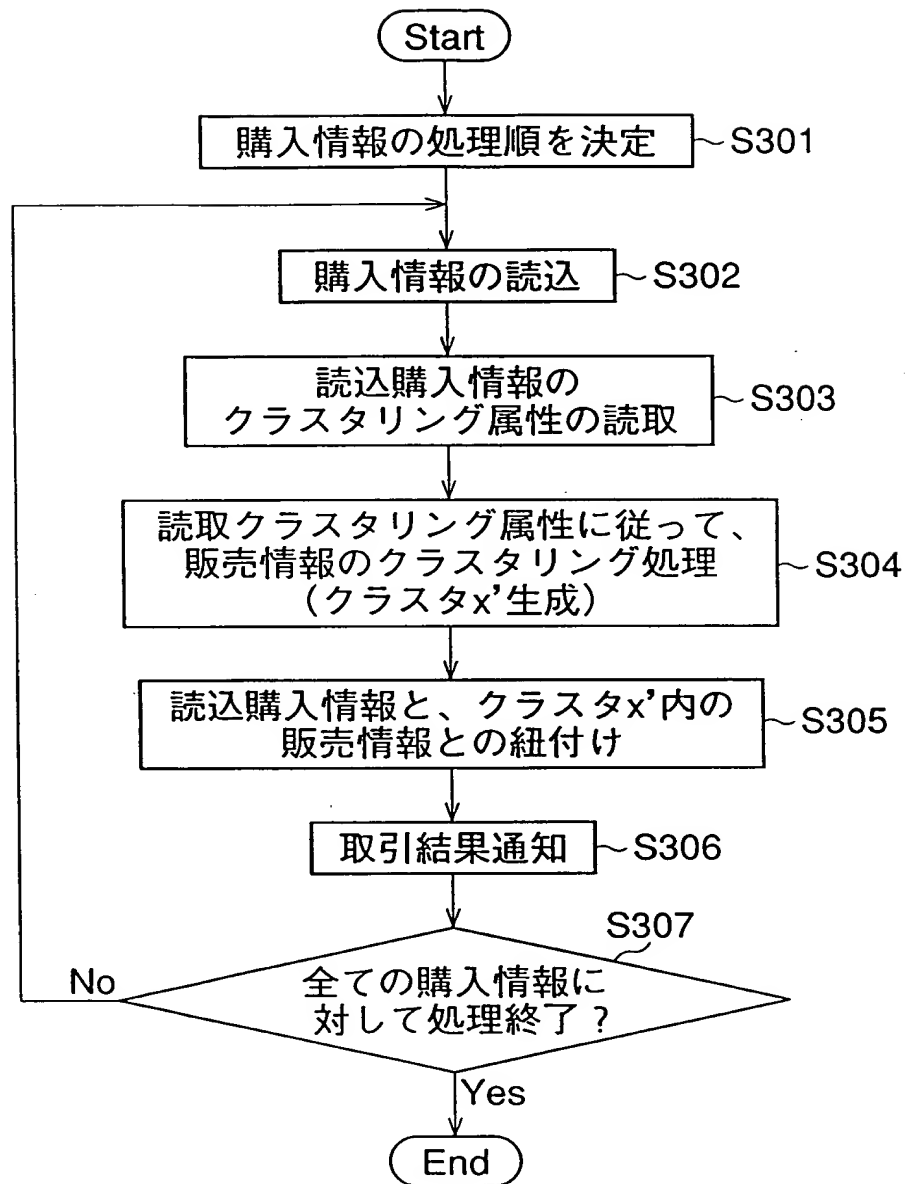 Start
購入情報の処理順を決定
S301
購入情報の読込
S302
読込購入情報の
クラスタリング属性の読取
S303
読取クラスタリング属性に従って、
販売情報のクラスタリング処理
（クラスタx’生成）
S304
読込購入情報と、クラスタx’内の
販売情報との紐付け
S305
取引結果通知
S306
S307
全ての購入情報に
対して処理終了？
No
Yes
End